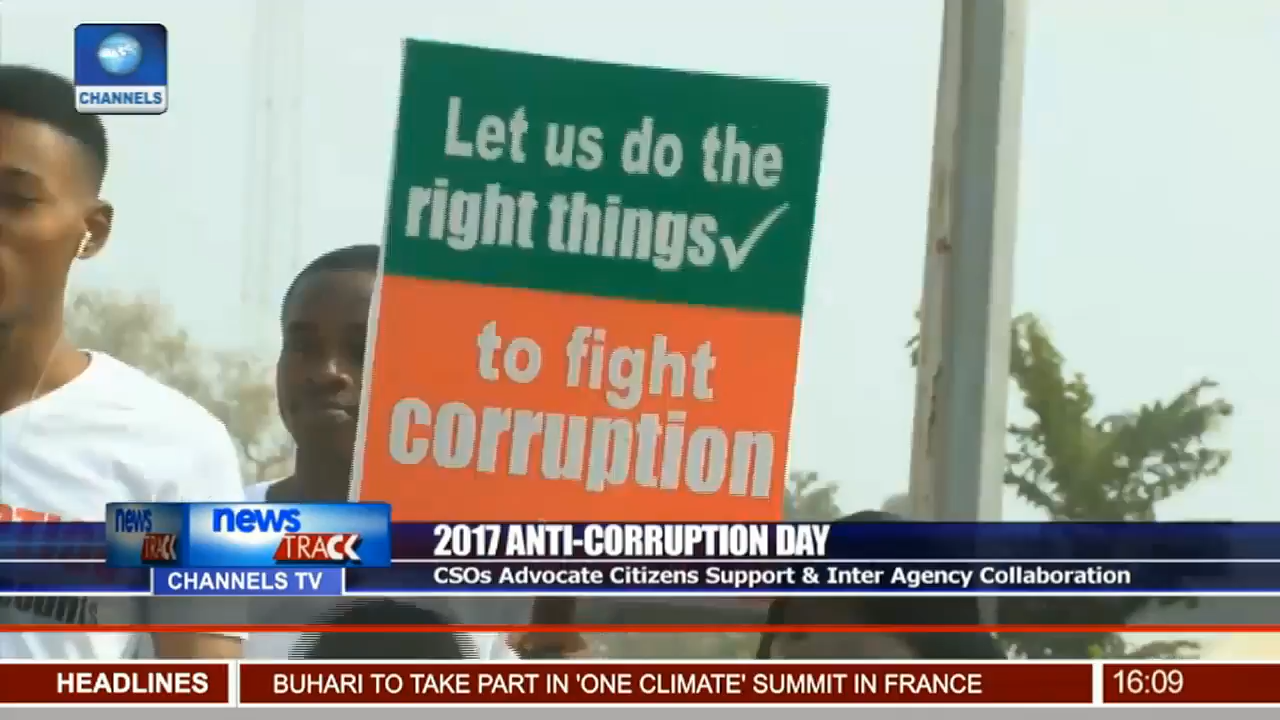 CHANNELS
Let us do the
right things✓
to fight
corruption
news
TRACK
news
TRACK
2017 ANTI-CORRUPTION DAY
CHANNELS TV
CSOs Advocate Citizens Support & Inter Agency Collaboration
HEADLINES
BUHARI TO TAKE PART IN 'ONE CLIMATE' SUMMIT IN FRANCE
16:09